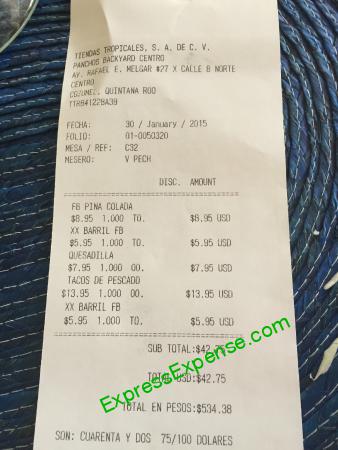 TIENDAS TROPICALES, S. A. DE C. V.
PANCHOS BACKYARD CENTRO
AV. RAFAEL E. MELGAR #27 X CALLE 8 NORTE
CENTRO
COZUMEL, QUINTANA ROO
TTR841228A39
FECHA: 30 / January / 2015
FOLIO: 01-0050320
MESA / REF: C32
MESERO: V PECH
DISC. AMOUNT
FB PINA COLADA
$8.95 1.000 TO. $8.95 USD
XX BARRIL FB
$5.95 1.000 TO. $5.95 USD
QUESADILLA
$7.95 1.000 OO. $7.95 USD
TACOS DE PESCADO
$13.95 1.000 OO. $13.95 USD
XX BARRIL FB
$5.95 1.000 TO. $5.95 USD
SUB TOTAL:$42.75
TOTAL USD:$42.75
TOTAL EN PESOS:$534.38
SON: CUARENTA Y DOS 75/100 DOLARES
ExpressExpense.com